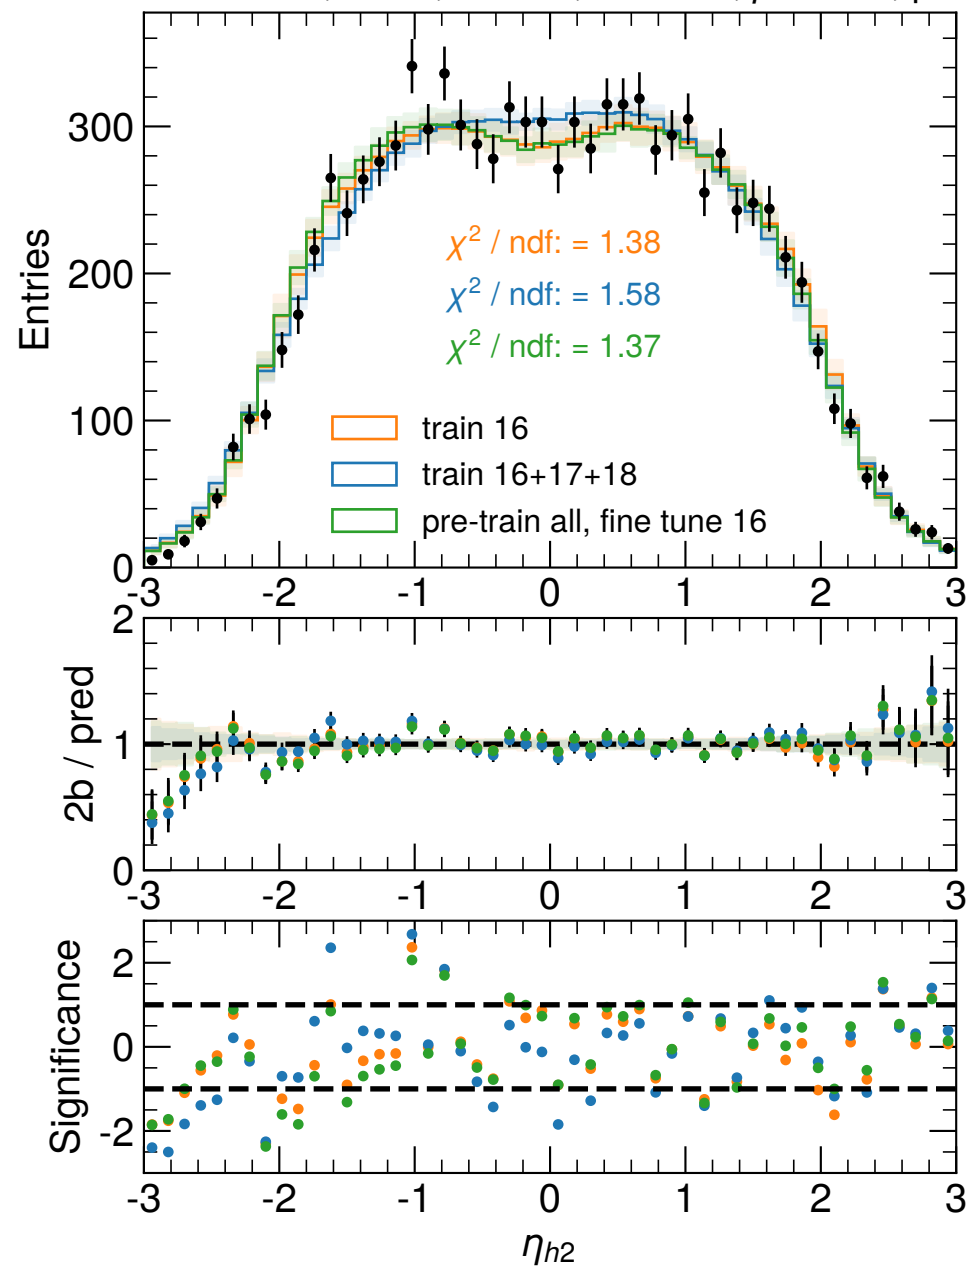 300
200
100
0
Entries
χ² / ndf: = 1.38
χ² / ndf: = 1.58
χ² / ndf: = 1.37
train 16
train 16+17+18
pre-train all, fine tune 16
-3 -2 -1 0 1 2 3
2
1
0
2b / pred
-3 -2 -1 0 1 2 3
2
0
-2
Significance
-3 -2 -1 0 1 2 3
η_{h2}